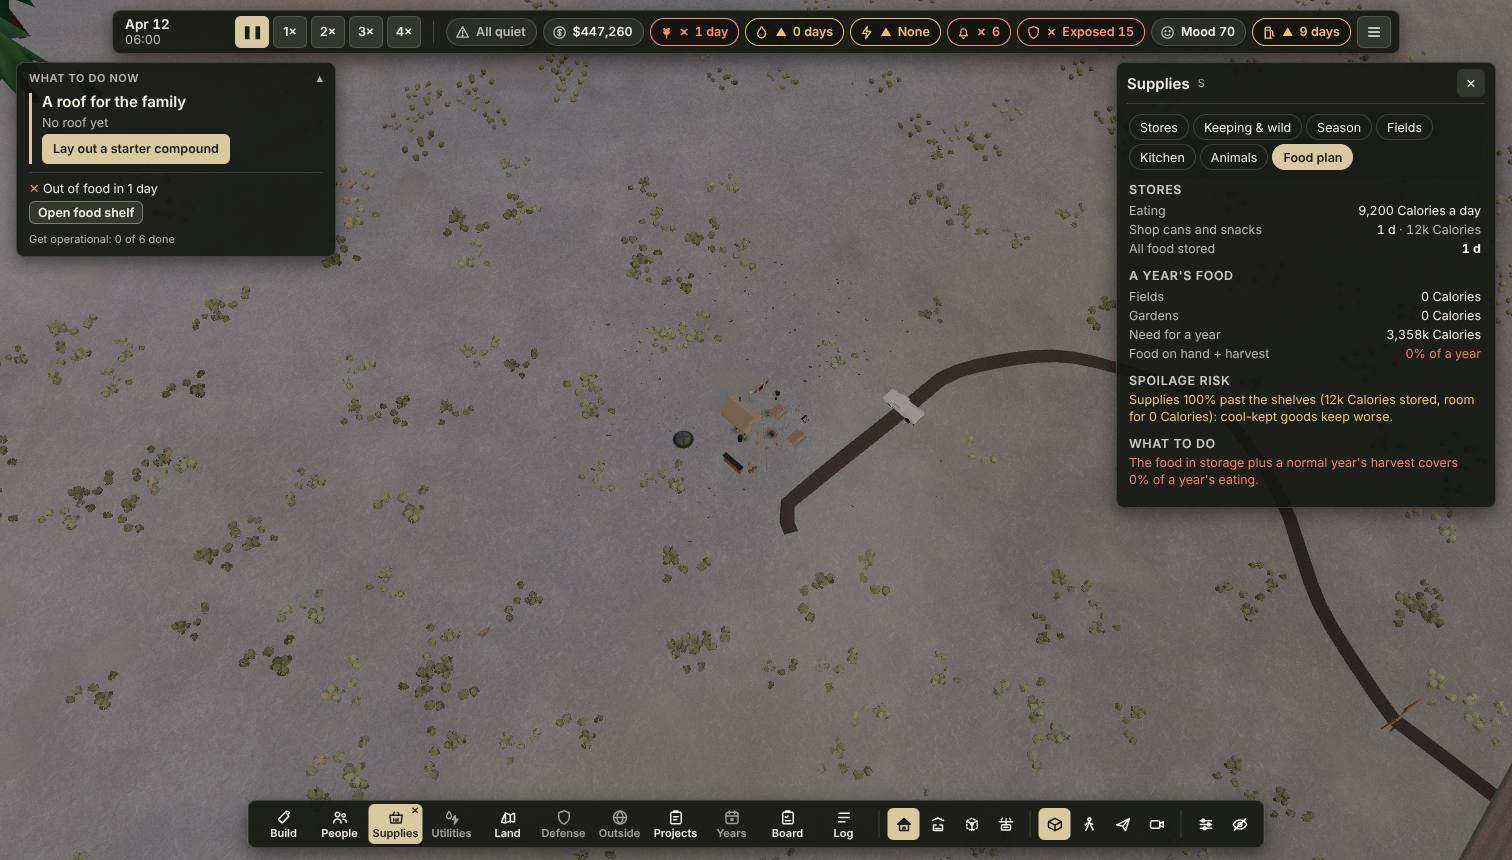 Apr 12
06:00
1×
2×
3×
4×
All quiet
$447,260
× 1 day
▲ 0 days
▲ None
× 6
× Exposed 15
Mood 70
▲ 9 days
WHAT TO DO NOW ▲
A roof for the family
No roof yet
Lay out a starter compound
× Out of food in 1 day
Open food shelf
Get operational: 0 of 6 done
Supplies S ×
Stores Keeping & wild Season Fields
Kitchen Animals Food plan
STORES
Eating 9,200 Calories a day
Shop cans and snacks 1 d · 12k Calories
All food stored 1 d
A YEAR'S FOOD
Fields 0 Calories
Gardens 0 Calories
Need for a year 3,358k Calories
Food on hand + harvest 0% of a year
SPOILAGE RISK
Supplies 100% past the shelves (12k Calories stored, room
for 0 Calories): cool-kept goods keep worse.
WHAT TO DO
The food in storage plus a normal year's harvest covers
0% of a year's eating.
Build
People
Supplies ×
Utilities
Land
Defense
Outside
Projects
Years
Board
Log